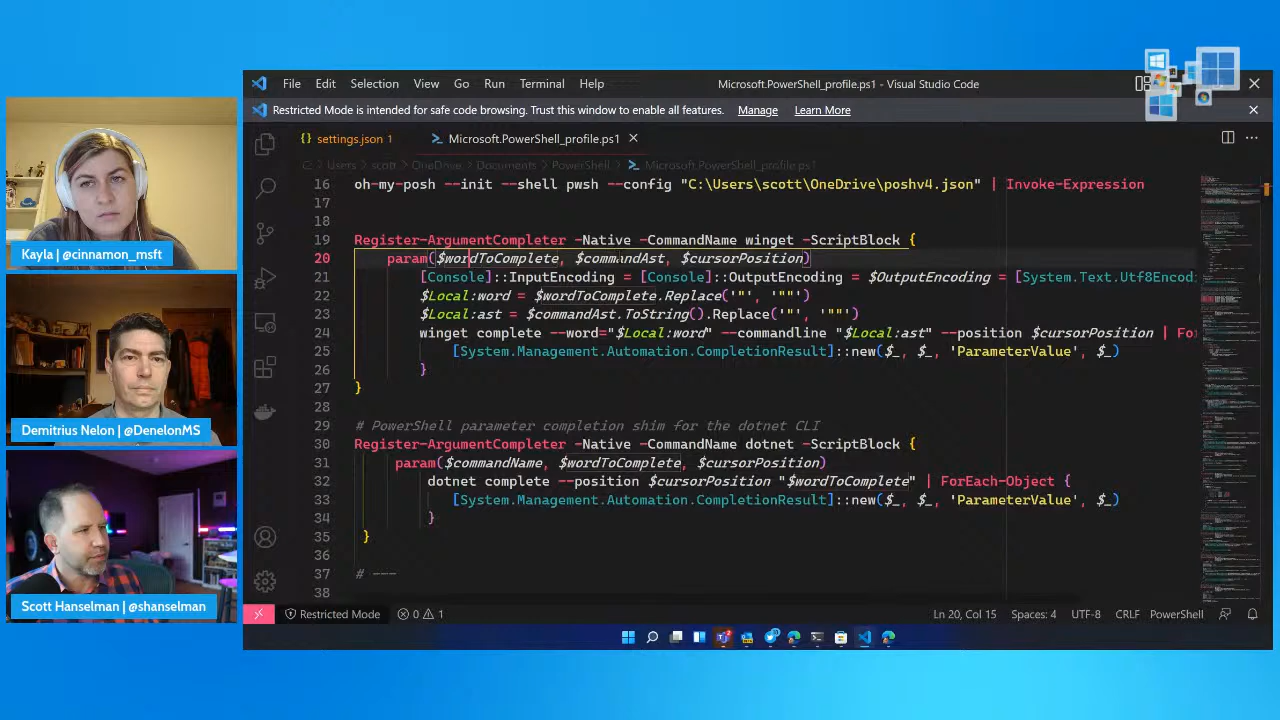 File Edit Selection View Go Run Terminal Help
Microsoft.PowerShell_profile.ps1 - Visual Studio Code
Restricted Mode is intended for safe code browsing. Trust this window to enable all features. Manage Learn More
{} settings.json 1
Microsoft.PowerShell_profile.ps1
C: > Users > scott > OneDrive > Documents > PowerShell > Microsoft.PowerShell_profile.ps1
16 oh-my-posh --init --shell pwsh --config "C:\Users\scott\OneDrive\poshv4.json" | Invoke-Expression
17
18
19 Register-ArgumentCompleter -Native -CommandName winget -ScriptBlock {
20 param($wordToComplete, $commandAst, $cursorPosition)
21 [Console]::InputEncoding = [Console]::OutputEncoding = $OutputEncoding = [System.Text.Utf8Encodi
22 $Local:word = $wordToComplete.Replace('"', '""')
23 $Local:ast = $commandAst.ToString().Replace('"', '""')
24 winget complete --word="$Local:word" --commandline "$Local:ast" --position $cursorPosition | For
25 [System.Management.Automation.CompletionResult]::new($_, $_, 'ParameterValue', $_)
26 }
27 }
28
29 # PowerShell parameter completion shim for the dotnet CLI
30 Register-ArgumentCompleter -Native -CommandName dotnet -ScriptBlock {
31 param($commandName, $wordToComplete, $cursorPosition)
32 dotnet complete --position $cursorPosition "$wordToComplete" | ForEach-Object {
33 [System.Management.Automation.CompletionResult]::new($_, $_, 'ParameterValue', $_)
34 }
35 }
36
37 # ---
38
Restricted Mode 0 1 Ln 20, Col 15 Spaces: 4 UTF-8 CRLF PowerShell
Kayla | @cinnamon_msft
Demitrius Nelon | @DenelonMS
Scott Hanselman | @shanselman